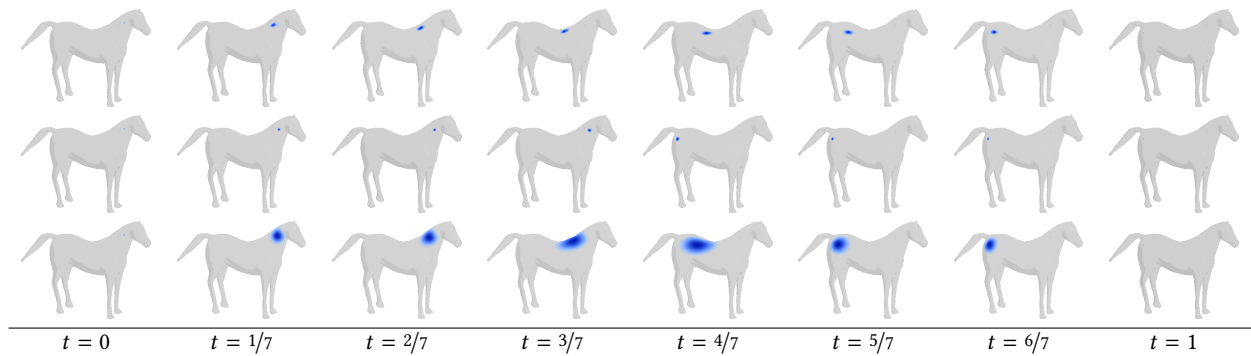 t = 0 t = 1/7 t = 2/7 t = 3/7 t = 4/7 t = 5/7 t = 6/7 t = 1